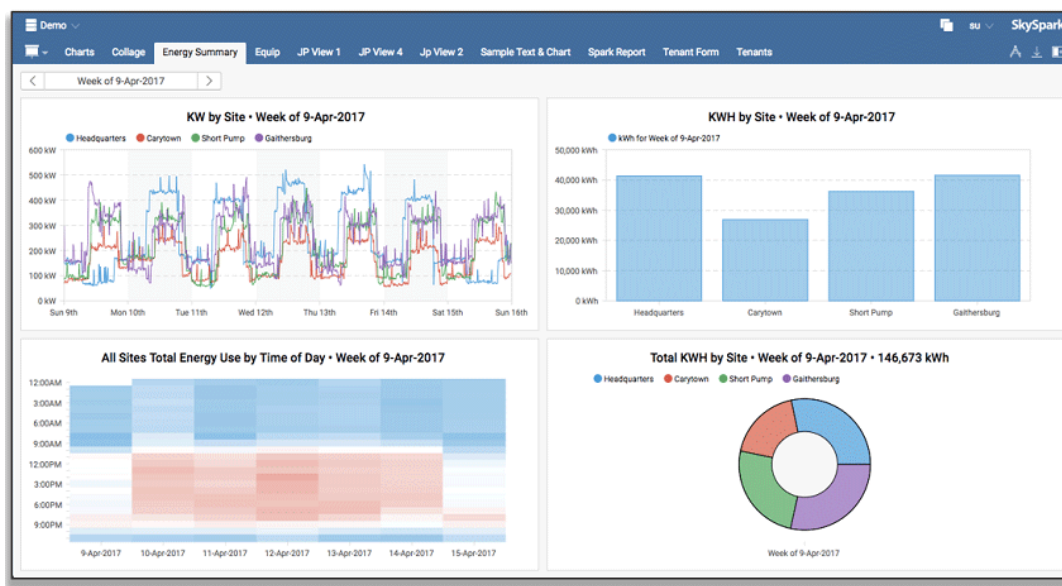 Demo su SkySpark
Charts Collage Energy Summary Equip JP View 1 JP View 4 Jp View 2 Sample Text & Chart Spark Report Tenant Form Tenants
Week of 9-Apr-2017
KW by Site • Week of 9-Apr-2017
Headquarters Carytown Short Pump Gaithersburg
600 kW
500 kW
400 kW
300 kW
200 kW
100 kW
0 kW
Sun 9th Mon 10th Tue 11th Wed 12th Thu 13th Fri 14th Sat 15th Sun 16th
KWH by Site • Week of 9-Apr-2017
kWh for Week of 9-Apr-2017
50,000 kWh
40,000 kWh
30,000 kWh
20,000 kWh
10,000 kWh
0 kWh
Headquarters Carytown Short Pump Gaithersburg
All Sites Total Energy Use by Time of Day • Week of 9-Apr-2017
12:00AM
3:00AM
6:00AM
9:00AM
12:00PM
3:00PM
6:00PM
9:00PM
9-Apr-2017 10-Apr-2017 11-Apr-2017 12-Apr-2017 13-Apr-2017 14-Apr-2017 15-Apr-2017
Total KWH by Site • Week of 9-Apr-2017 • 146,673 kWh
Headquarters Carytown Short Pump Gaithersburg
Week of 9-Apr-2017